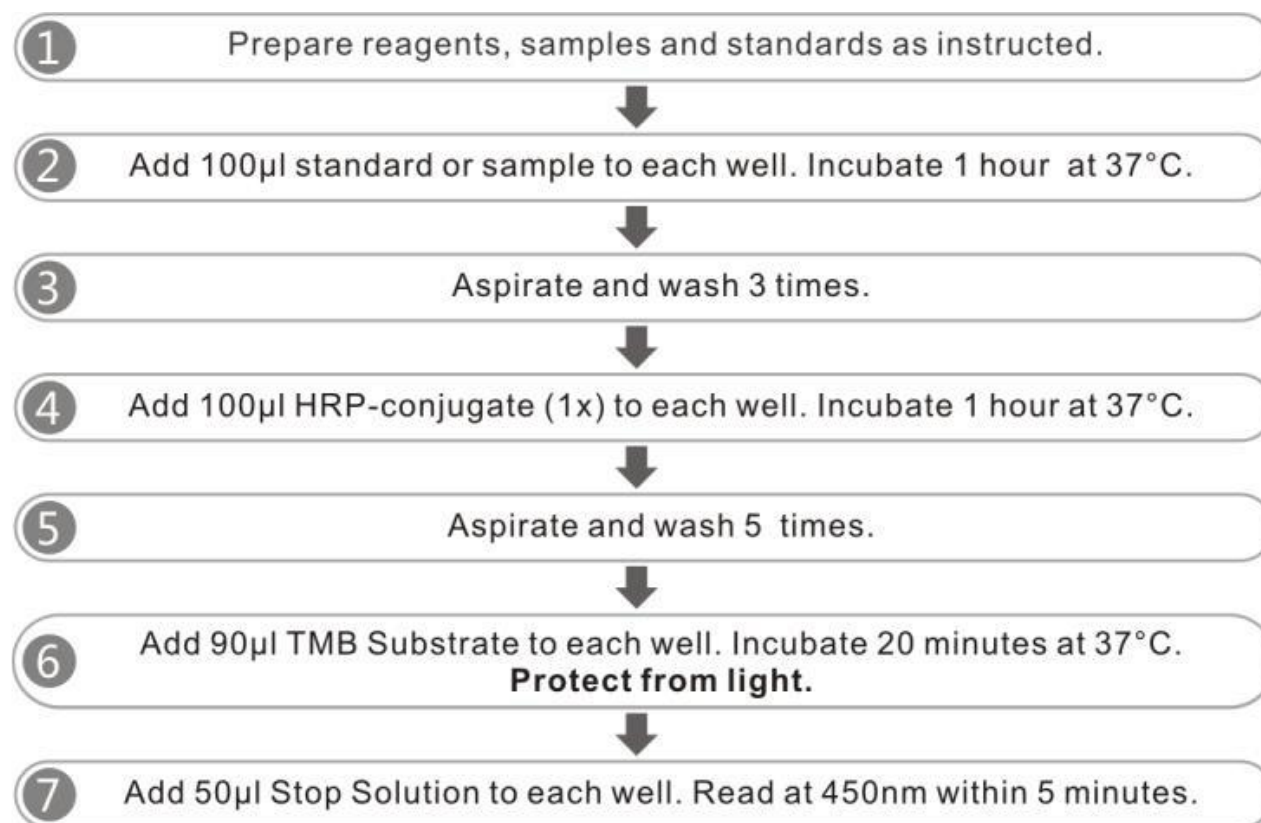 1 Prepare reagents, samples and standards as instructed.
2 Add 100µl standard or sample to each well. Incubate 1 hour at 37°C.
3 Aspirate and wash 3 times.
4 Add 100µl HRP-conjugate (1x) to each well. Incubate 1 hour at 37°C.
5 Aspirate and wash 5 times.
6 Add 90µl TMB Substrate to each well. Incubate 20 minutes at 37°C.
Protect from light.
7 Add 50µl Stop Solution to each well. Read at 450nm within 5 minutes.